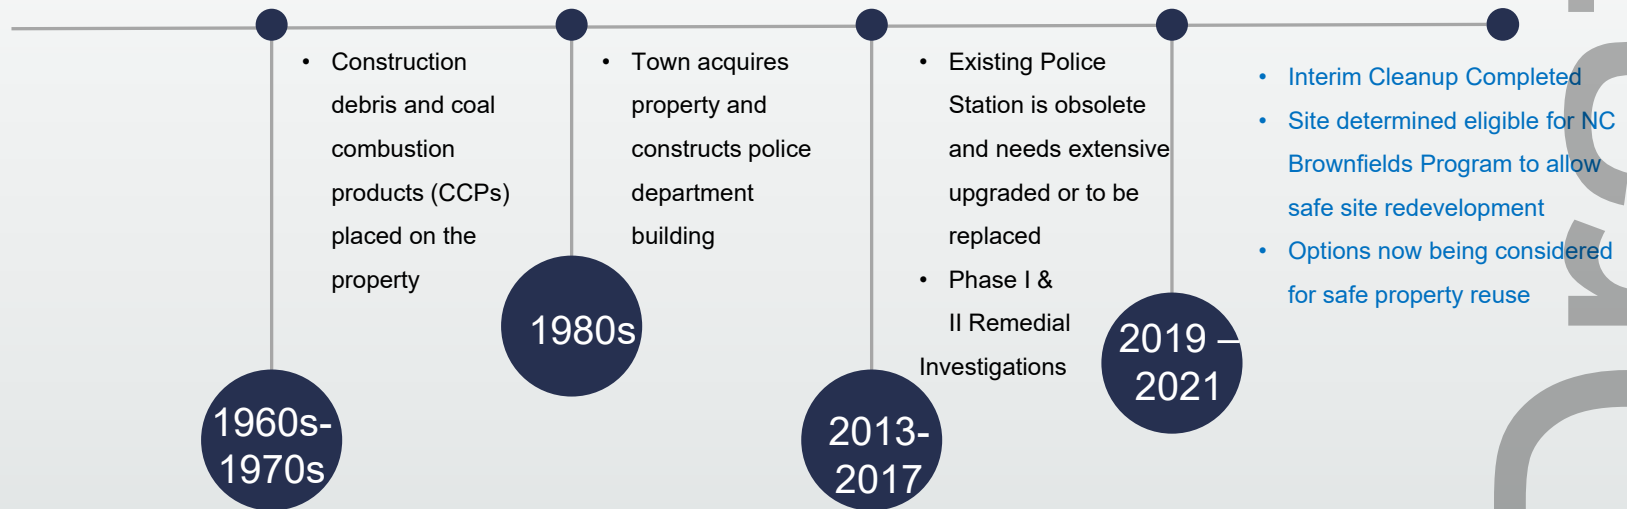 • Construction
debris and coal
combustion
products (CCPs)
placed on the
property
1960s-
1970s
• Town acquires
property and
constructs police
department
building
1980s
• Existing Police
Station is obsolete
and needs extensive
upgraded or to be
replaced
• Phase I &
II Remedial
Investigations
2013-
2017
2019 –
2021
• Interim Cleanup Completed
• Site determined eligible for NC
Brownfields Program to allow
safe site redevelopment
• Options now being considered
for safe property reuse